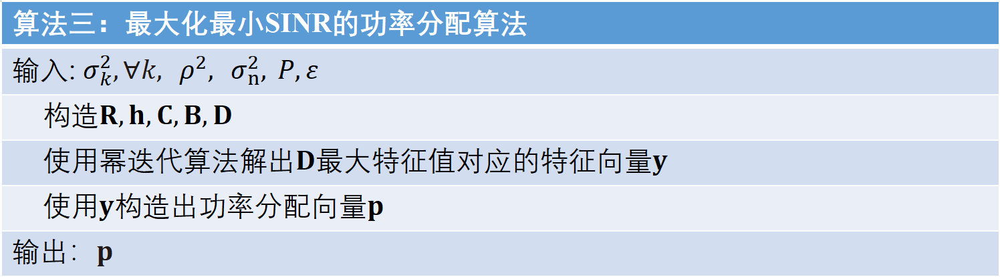 算法三：最大化最小SINR的功率分配算法
输入: $\sigma_k^2, \forall k, \rho^2, \sigma_{\mathrm{n}}^2, P, \varepsilon$
构造$\mathbf{R}, \mathbf{h}, \mathbf{C}, \mathbf{B}, \mathbf{D}$
使用幂迭代算法解出$\mathbf{D}$最大特征值对应的特征向量$\mathbf{y}$
使用$\mathbf{y}$构造出功率分配向量$\mathbf{p}$
输出：$\mathbf{p}$